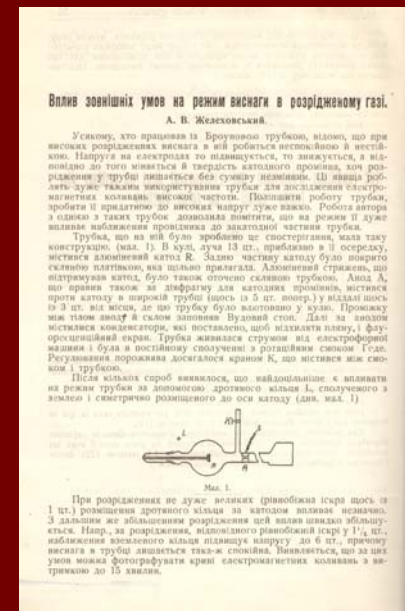 Вплив зовнішніх умов на режим виснаги в розрідженому газі.
А. В. Желеховський.
Усякому, хто працював із Броуновою трубкою, відомо, що при
високих розрідженнях виснага в ній робиться неспокійною й нестій-
кою. Напруга на електродах то підвищується, то знижується, а від-
повідно до того міняється й твердість катодного проміння, хоч роз-
рідження у трубці лишається без сумніву незмінним. Ці явища роб-
лять дуже тяжким використування трубки для дослідження електро-
магнетних коливань високої частоти. Поліпшити роботу трубки,
зробити її придатною до високих напруг дуже важко. Робота автора
з однією з таких трубок дозволила помітити, що на режим її дуже
впливає наближення провідника до закатодної частини трубки.
Трубка, що на ній було зроблено це спостерігання, мала таку
конструкцію. (мал. 1). В кулі, луча 13 цт., приблизно в її осередку,
містився алюмінієвий катод R. Задню частину катоду було покрито
скляною платівкою, яка щільно прилягала. Алюмінієвий стрижень, що
підтримував катод, було також оточено скляною трубкою. Анод А,
що правив також за діяфрагму для катодних промінів, містився
проти катоду в широкій трубці (щось із 5 цт. попер.) у віддалі щось
із 3 цт. від місця, де цю трубку було влютовано у кулю. Проміжку
між тілом аноду й склом заповняв Вудовий стоп. Далі за анодом
містилися конденсатори, які поставлено, щоб відхиляти пляму, і флу-
оресценційний екран. Трубка живилася струмом від електрофорної
машини і була в постійному сполученні з ротаційним смоком Геде.
Регулювання порожнява досягалося краном К, що містився між смо-
ком і трубкою.
Після кількох спроб виявилося, що найдоцільніше є впливати
на режим трубки за допомогою дротяного кільця L, сполученого з
землею і симетрично розміщеного до оси катоду (див. мал. 1)
L
K
R
A
Мал. 1.
При розрідженнях не дуже великих (рівнобіжна іскра щось із
1 цт.) розміщення дротяного кільця за катодом впливає незначно.
З дальшим же збільшенням розрідження цей вплив швидко збільшу-
ється. Напр., за розрідження, відповідного рівнобіжній іскрі у 1¹/₄ цт.,
наближення вземленого кільця підвищує напругу до 6 цт., причому
виснага в трубці лишається така-ж спокійна. Виявляється, що за цих
умов можна фотографувати криві електромагнетних коливань з ви-
тримкою до 15 хвилин.